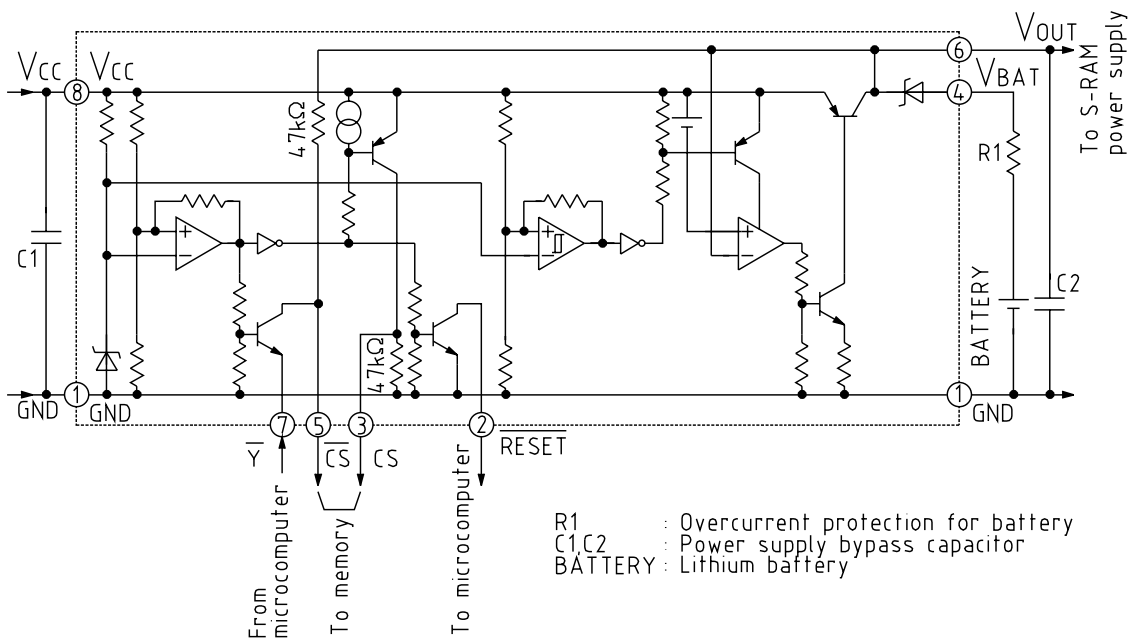 VOUT
6
To S-RAM
power supply
VCC
8
VCC
VBAT
4
47kΩ
R1
C1
C2
BATTERY
47kΩ
GND
1
GND
1
GND
7
5
3
2
Y
CS
CS
RESET
From
microcomputer
To memory
To microcomputer
R1 : Overcurrent protection for battery
C1,C2 : Power supply bypass capacitor
BATTERY : Lithium battery